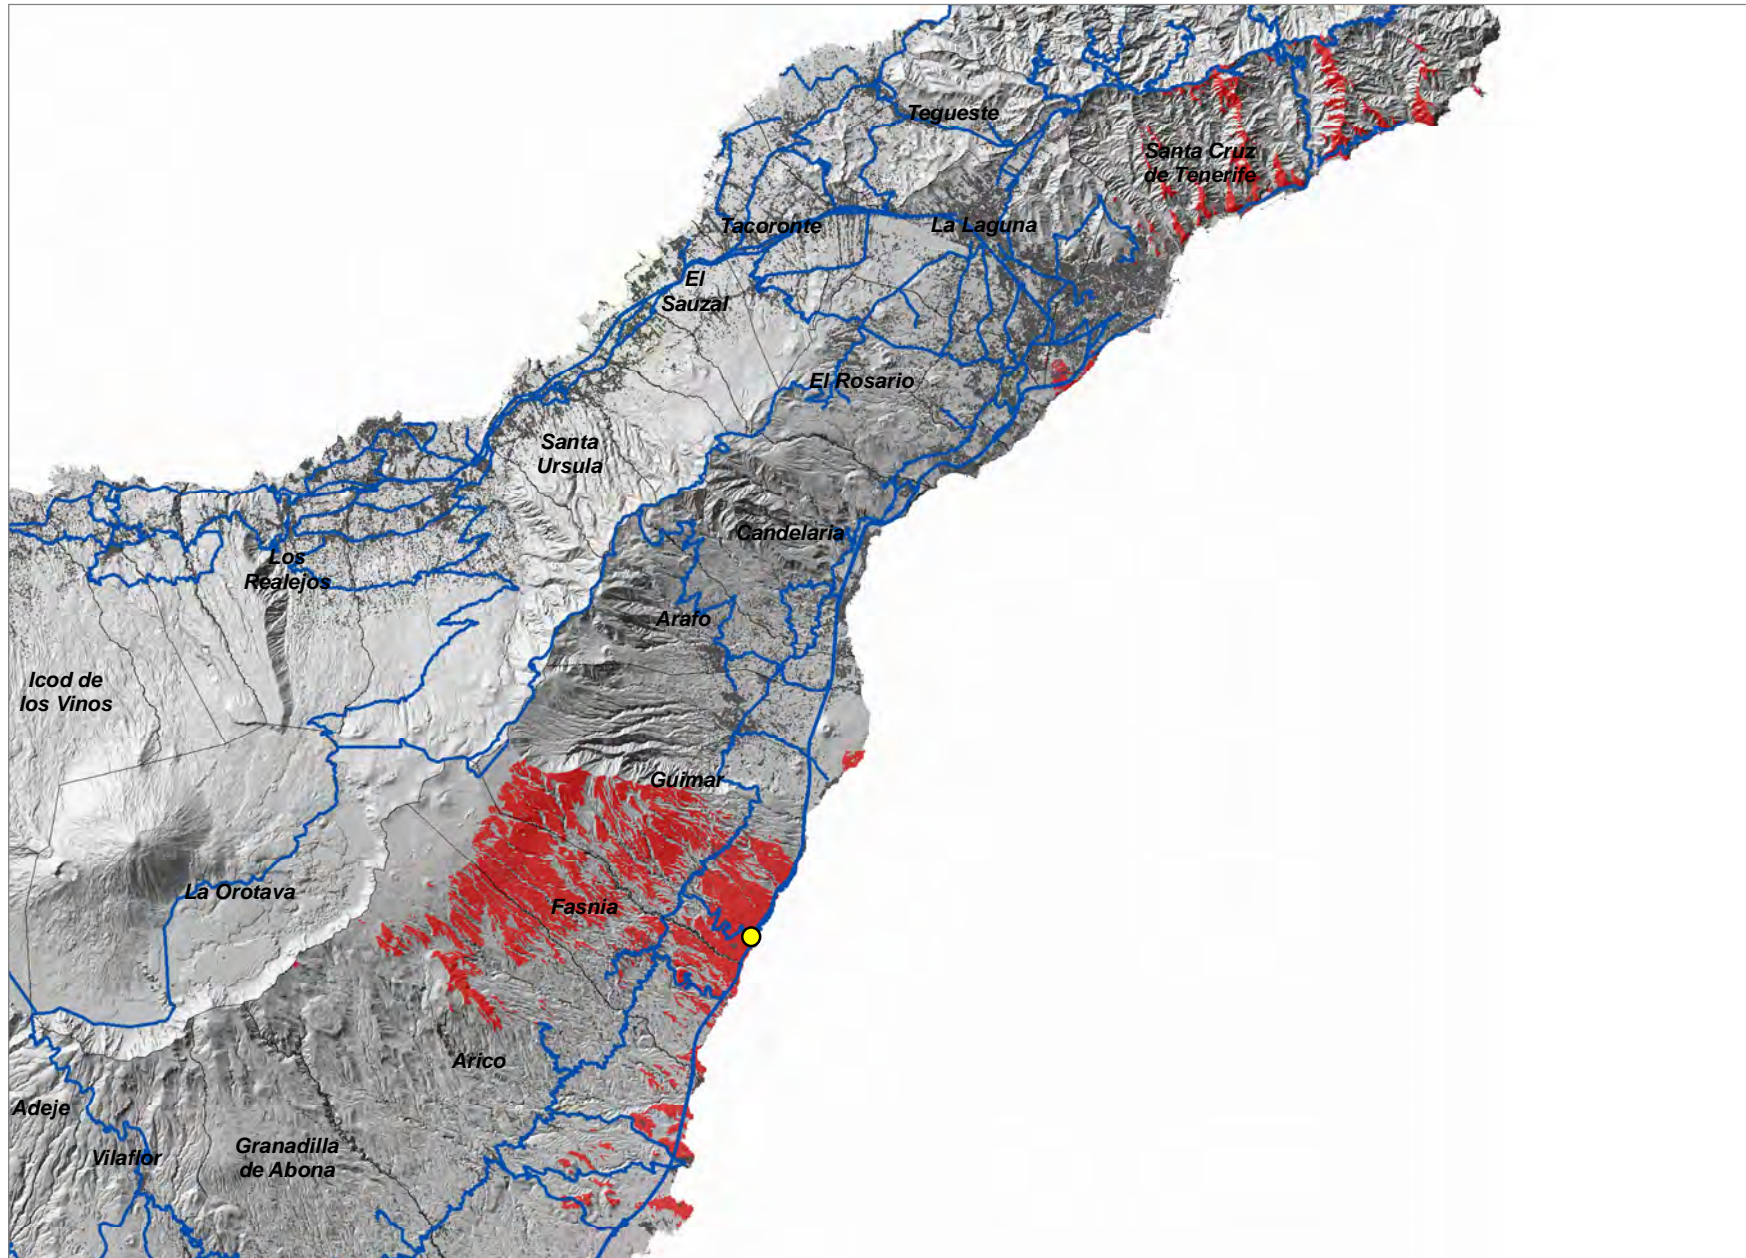 Tegueste
Santa Cruz
de Tenerife
Tacoronte
La Laguna
El
Sauzal
El Rosario
Santa
Ursula
Candelaria
Los
Realejos
Arafo
Icod de
los Vinos
Guimar
La Orotava
Fasnia
Arico
Adeje
Vilaflor
Granadilla
de Abona